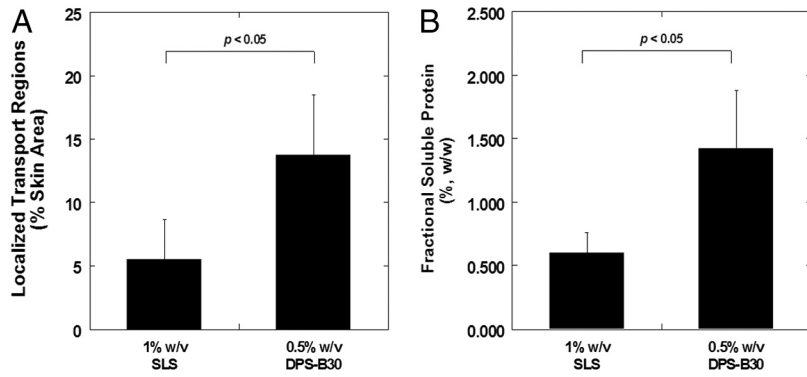 A
p < 0.05
Localized Transport Regions
(% Skin Area)
25
20
15
10
5
0
1% w/v
SLS
0.5% w/v
DPS-B30
B
p < 0.05
Fractional Soluble Protein
(%, w/w)
2.500
2.000
1.500
1.000
0.500
0.000
1% w/v
SLS
0.5% w/v
DPS-B30